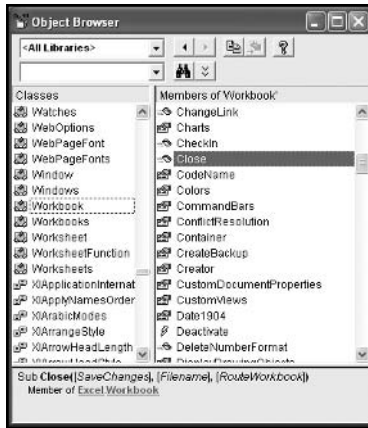 Object Browser
<All Libraries>
Classes
Watches
WebOptions
WebPageFont
WebPageFonts
Window
Windows
Workbook
Workbooks
Worksheet
WorksheetFunction
Worksheets
XlApplicationInternat
XlApplyNamesOrder
XlArabicModes
XlArrangeStyle
XlArrowHeadLength
XlArrowHeadStyle
Members of 'Workbook'
ChangeLink
Charts
CheckIn
Close
CodeName
Colors
CommandBars
ConflictResolution
Container
CreateBackup
Creator
CustomDocumentProperties
CustomViews
Date1904
Deactivate
DeleteNumberFormat
DisplayDrawingObjects
Sub Close([SaveChanges], [Filename], [RouteWorkbook])
Member of Excel.Workbook